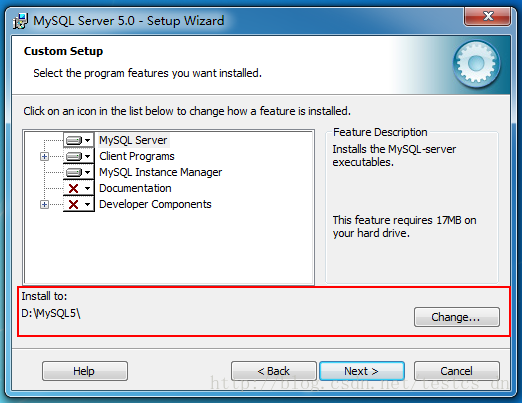 MySQL Server 5.0 - Setup Wizard
Custom Setup
Select the program features you want installed.
Click on an icon in the list below to change how a feature is installed.
MySQL Server
Client Programs
MySQL Instance Manager
Documentation
Developer Components
Feature Description
Installs the MySQL-server
executables.
This feature requires 17MB on
your hard drive.
Install to:
D:\MySQL5\
Change...
Help
< Back
Next >
Cancel
http://blog.csdn.net/testcs_dn